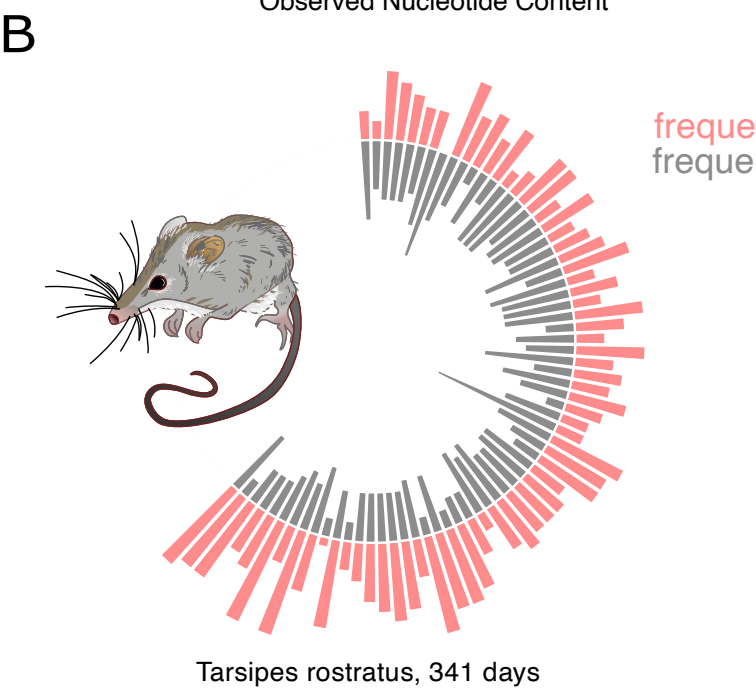 Observed Nucleotide Content
B
freque
freque
Tarsipes rostratus, 341 days